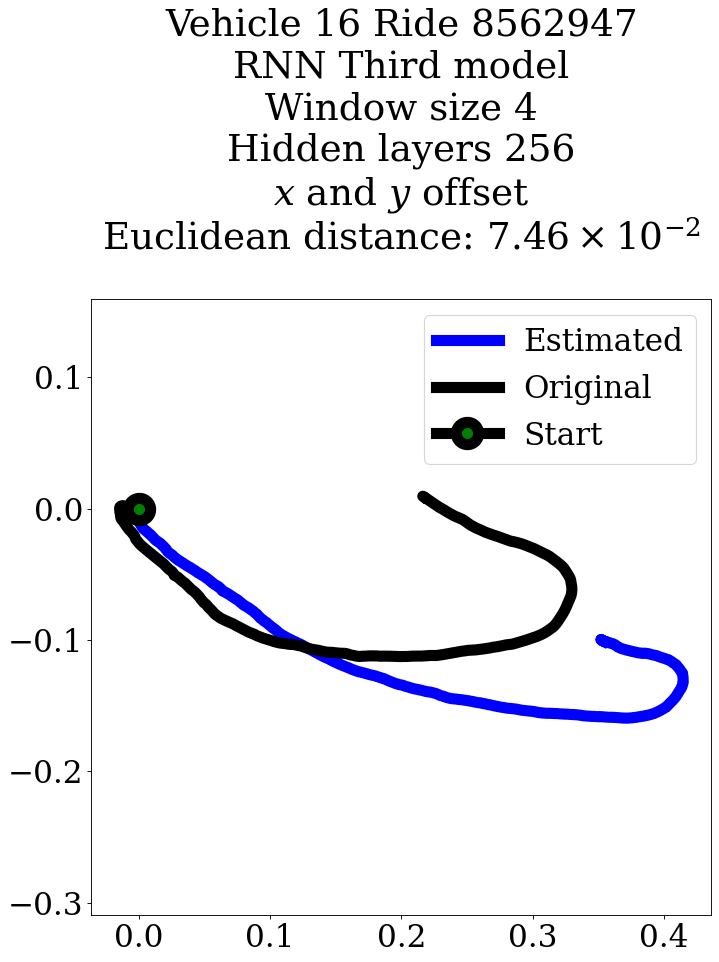 Vehicle 16 Ride 8562947
RNN Third model
Window size 4
Hidden layers 256
x and y offset
Euclidean distance: 7.46 × 10⁻²
Estimated
Original
Start
0.1
0.0
−0.1
−0.2
−0.3
0.0 0.1 0.2 0.3 0.4